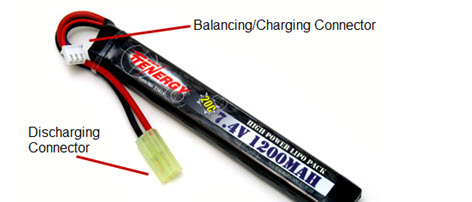 Balancing/Charging Connector
TENERGY
20C
7.4V 1200MAH
HIGH POWER LIPO PACK
Discharging
Connector